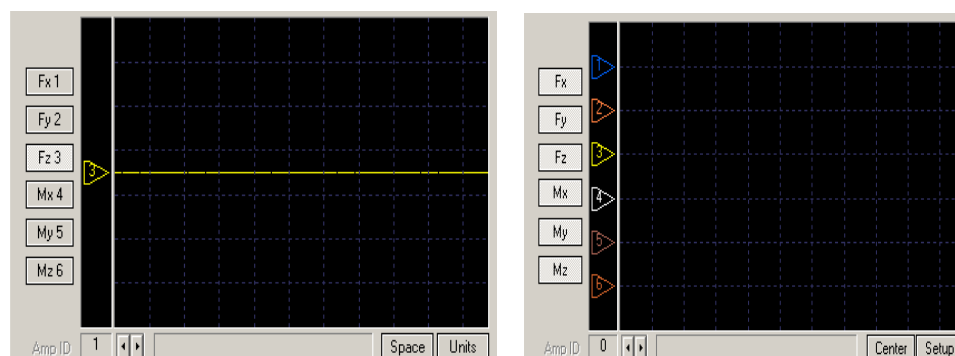 Fx 1
Fy 2
Fz 3
3
Mx 4
My 5
Mz 6
Amp ID 1 Space Units
1
Fx
2
Fy
3
Fz
Mx
4
My
5
Mz
6
Amp ID 0 Center Setup